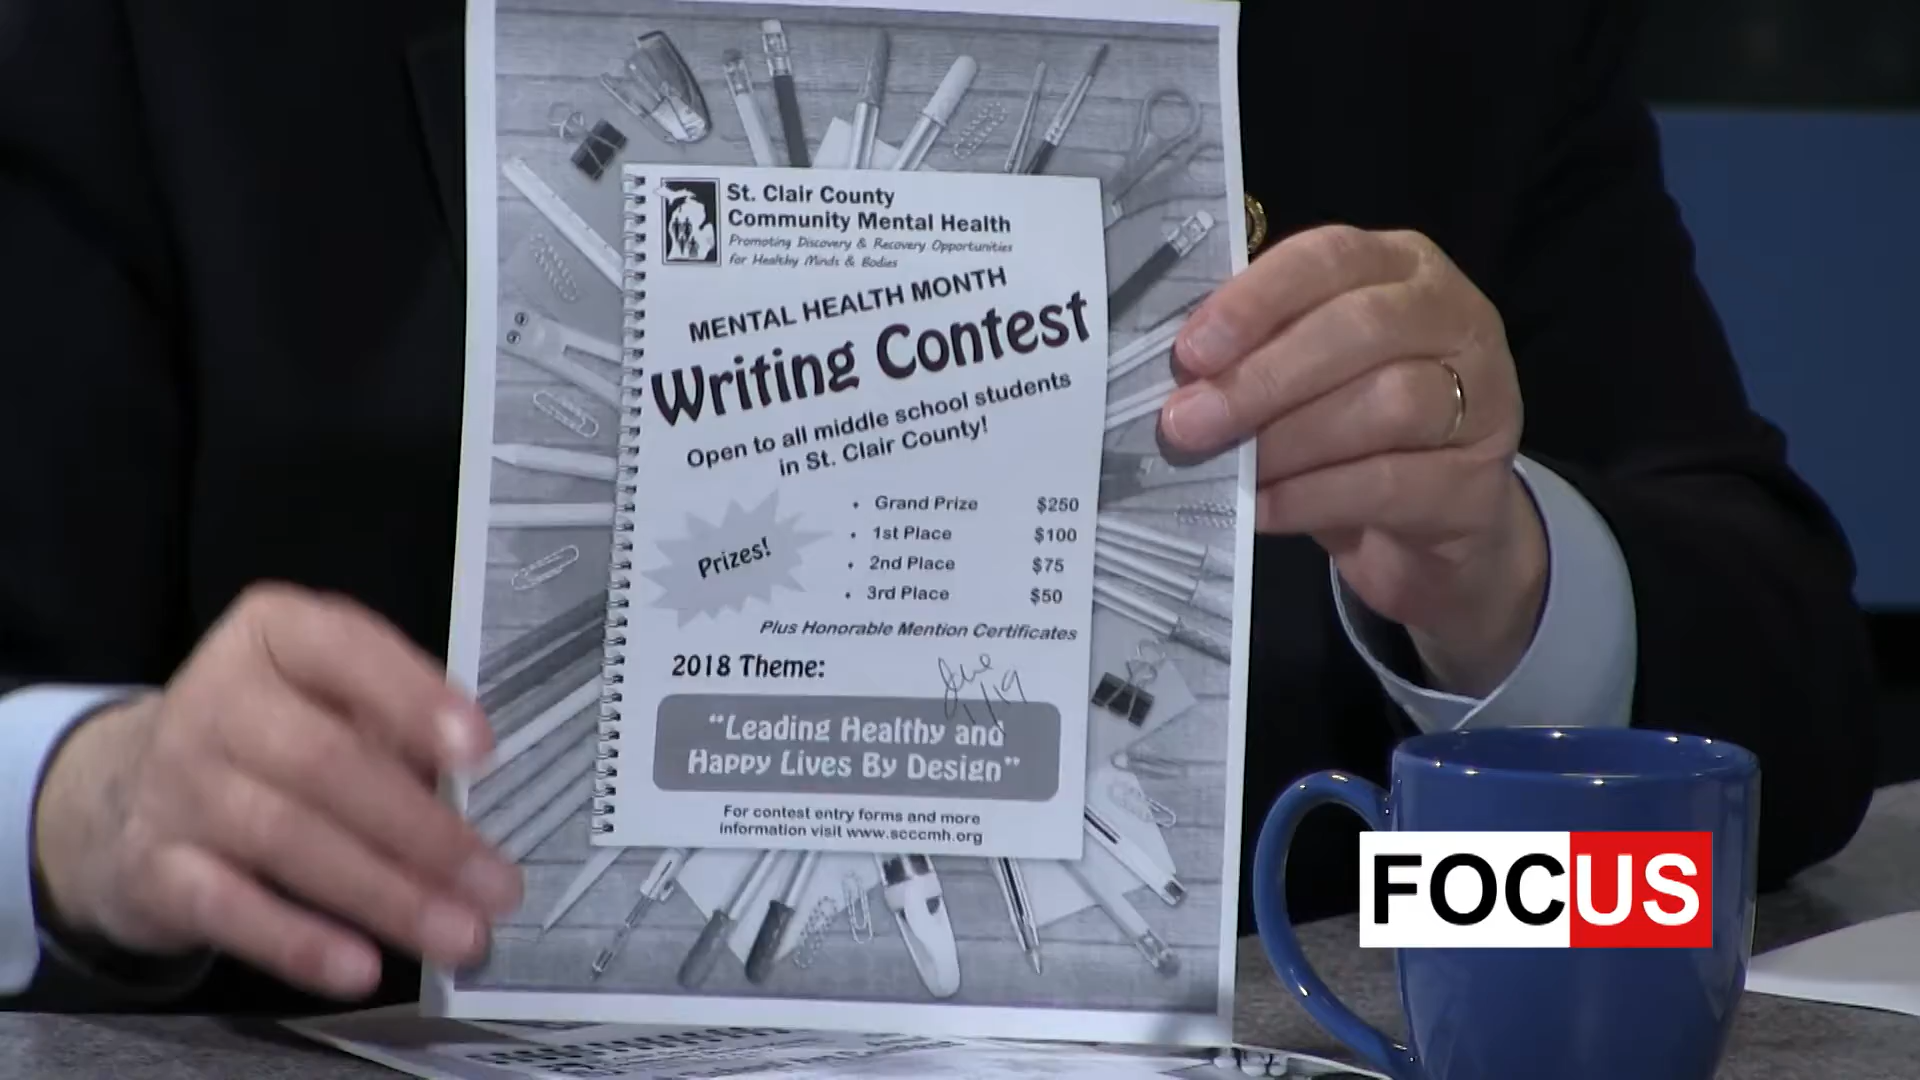 St. Clair County
Community Mental Health
Promoting Discovery & Recovery Opportunities
for Healthy Minds & Bodies
MENTAL HEALTH MONTH
Writing Contest
Open to all middle school students
in St. Clair County!
Prizes!
• Grand Prize $250
• 1st Place $100
• 2nd Place $75
• 3rd Place $50
Plus Honorable Mention Certificates
2018 Theme:
"Leading Healthy and
Happy Lives By Design"
For contest entry forms and more
information visit www.scccmh.org
FOCUS